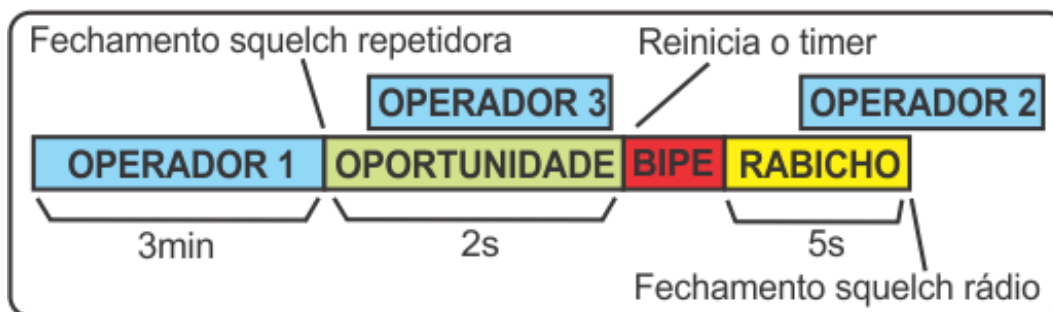 Fechamento squelch repetidora
Reinicia o timer
OPERADOR 3
OPERADOR 2
OPERADOR 1
OPORTUNIDADE
BIPE
RABICHO
3min
2s
5s
Fechamento squelch rádio